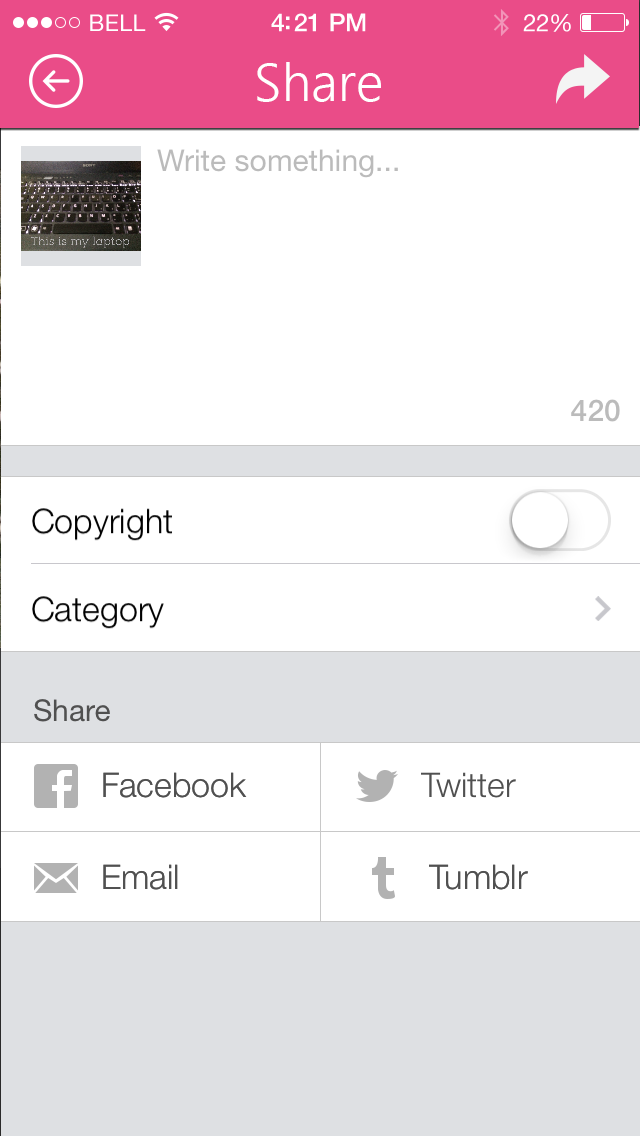 BELL 4:21 PM 22%
Share
Write something...
SONY
This is my laptop
420
Copyright
Category
Share
Facebook Twitter
Email Tumblr